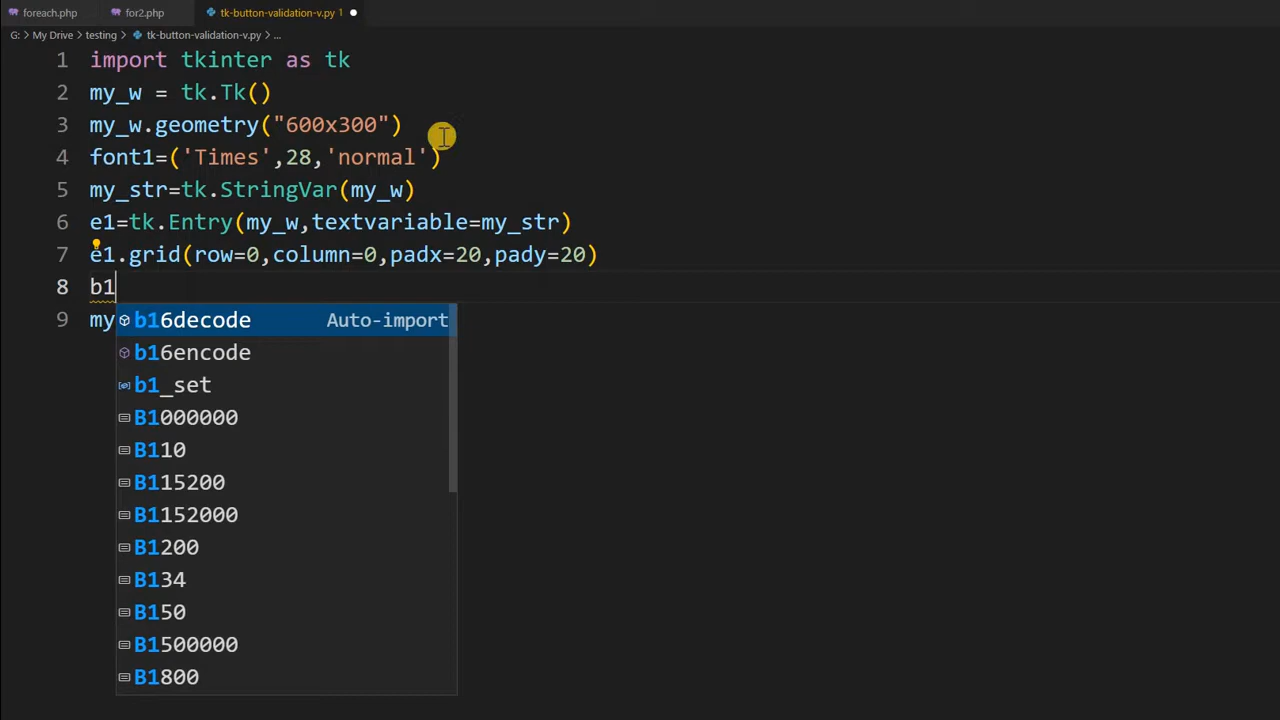 foreach.php for2.php tk-button-validation-v.py 1
G: > My Drive > testing > tk-button-validation-v.py > ...
1 import tkinter as tk
2 my_w = tk.Tk()
3 my_w.geometry("600x300")
4 font1=('Times',28,'normal')
5 my_str=tk.StringVar(my_w)
6 e1=tk.Entry(my_w,textvariable=my_str)
7 e1.grid(row=0,column=0,padx=20,pady=20)
8 b1
9 my
b16decode Auto-import
b16encode
b1_set
B1000000
B110
B115200
B1152000
B1200
B134
B150
B1500000
B1800